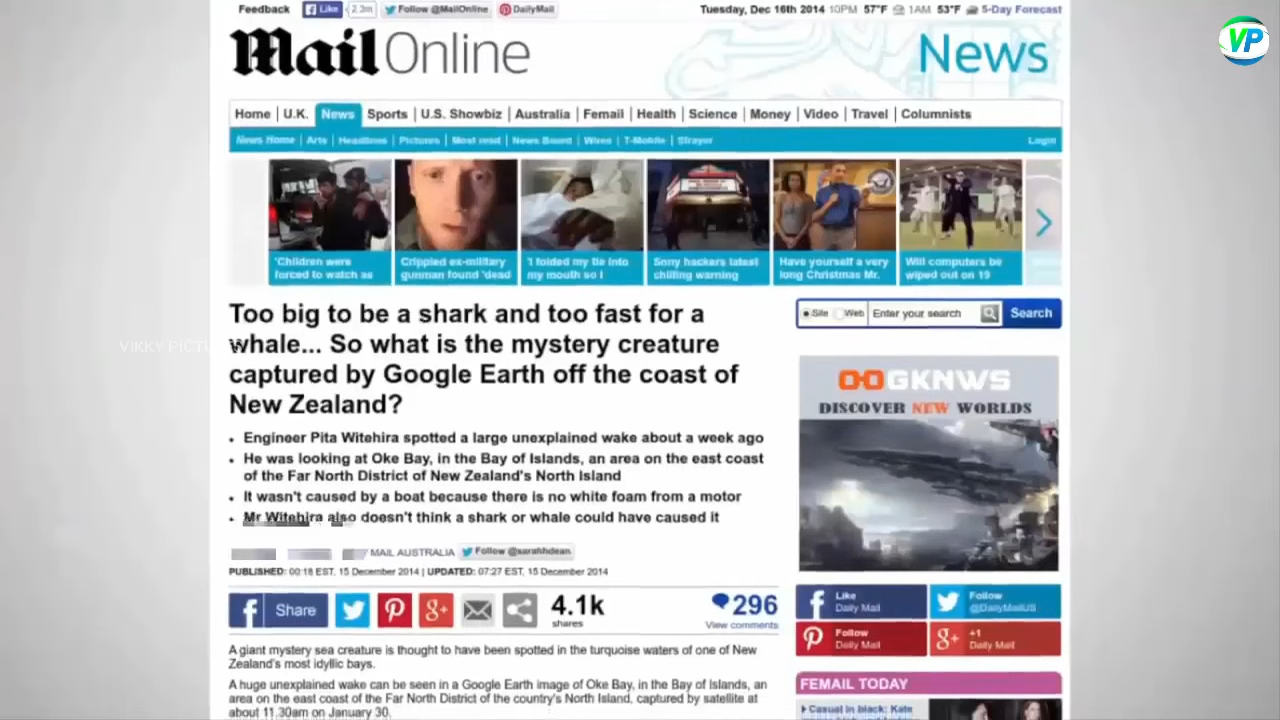 Feedback Like 2.3m Follow @MailOnline DailyMail Tuesday, Dec 16th 2014 10PM 57°F 1AM 53°F 5-Day Forecast
VP
Mail Online News
Home U.K. News Sports U.S. Showbiz Australia Femail Health Science Money Video Travel Columnists
News Home Arts Headlines Pictures Most read News Board Wires T-Mobile Strayer Login
'Children were
forced to watch as
Crippled ex-military
gunman found 'dead
'I folded my tie into
my mouth so I
Sony hackers latest
chilling warning
Have yourself a very
long Christmas Mr.
Will computers be
wiped out on 19
Too big to be a shark and too fast for a
whale... So what is the mystery creature
captured by Google Earth off the coast of
New Zealand?
VIKKY PICTURES
• Engineer Pita Witehira spotted a large unexplained wake about a week ago
• He was looking at Oke Bay, in the Bay of Islands, an area on the east coast
of the Far North District of New Zealand's North Island
• It wasn't caused by a boat because there is no white foam from a motor
• Mr Witehira also doesn't think a shark or whale could have caused it
MAIL AUSTRALIA Follow @sarahhdean
PUBLISHED: 00:18 EST, 15 December 2014 | UPDATED: 07:27 EST, 15 December 2014
f Share g+ 4.1k shares 296 View comments
A giant mystery sea creature is thought to have been spotted in the turquoise waters of one of New
Zealand's most idyllic bays.
A huge unexplained wake can be seen in a Google Earth image of Oke Bay, in the Bay of Islands, an
area on the east coast of the Far North District of the country's North Island, captured by satellite at
about 11.30am on January 30.
Site Web Enter your search Search
GKNWS
DISCOVER NEW WORLDS
Like
Daily Mail
Follow
@DailyMailUS
Follow
Daily Mail
+1
Daily Mail
FEMAIL TODAY
Casual in black: Kate